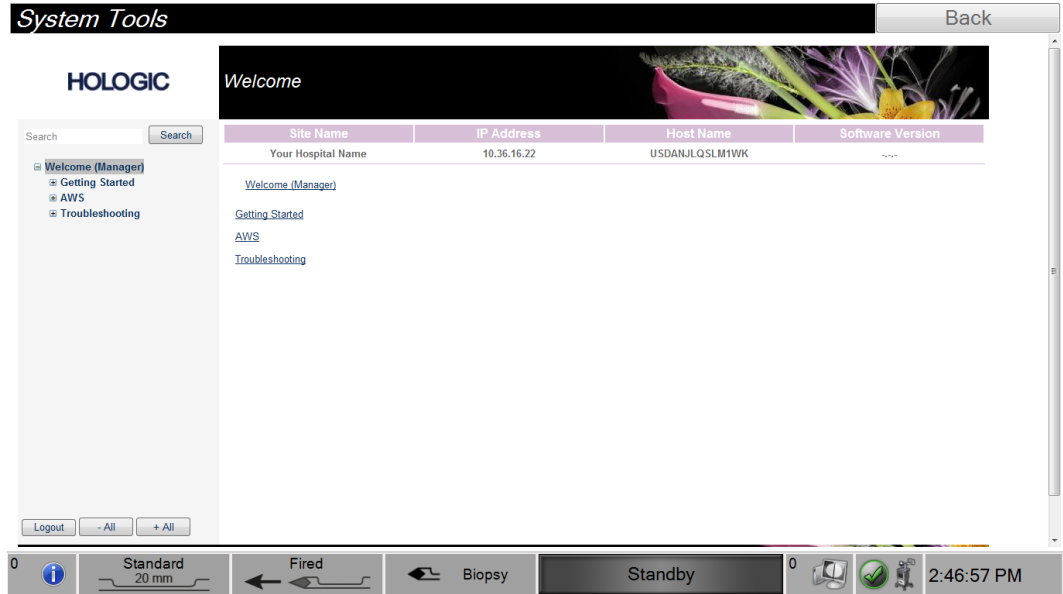 System Tools
Back
HOLOGIC
Welcome
Search
Search
Site Name
IP Address
Host Name
Software Version
Your Hospital Name
10.36.16.22
USDANJLQSLM1WK
-.-.-
Welcome (Manager)
Getting Started
AWS
Troubleshooting
Welcome (Manager)
Getting Started
AWS
Troubleshooting
Logout
- All
+ All
0
Standard
20 mm
Fired
Biopsy
Standby
0
2:46:57 PM